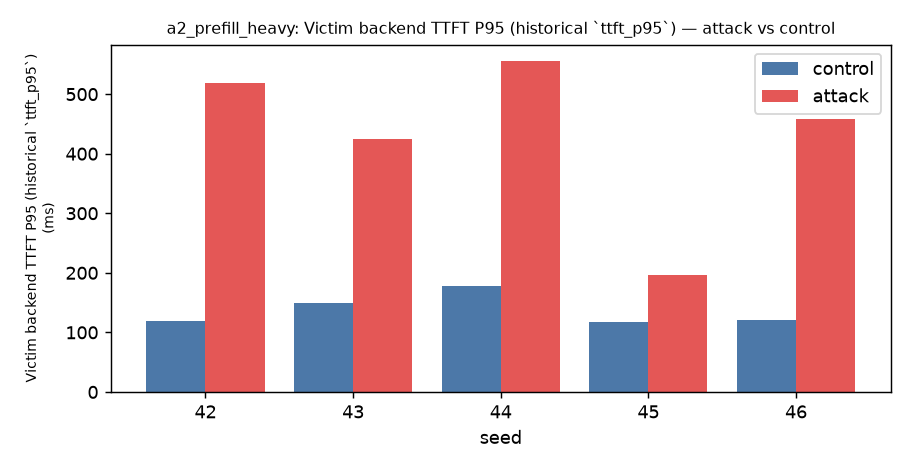 a2_prefill_heavy: Victim backend TTFT P95 (historical `ttft_p95`) — attack vs control
Victim backend TTFT P95 (historical `ttft_p95`)
(ms)
500
400
300
200
100
0
control
attack
42
43
44
45
46
seed